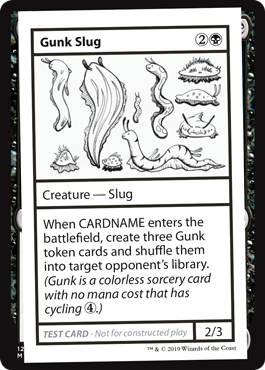 Gunk Slug 2
Creature — Slug
When CARDNAME enters the
battlefield, create three Gunk
token cards and shuffle them
into target opponent's library.
(Gunk is a colorless sorcery card
with no mana cost that has
cycling 4.)
TEST CARD - Not for constructed play 2/3
™ & © 2019 Wizards of the Coast